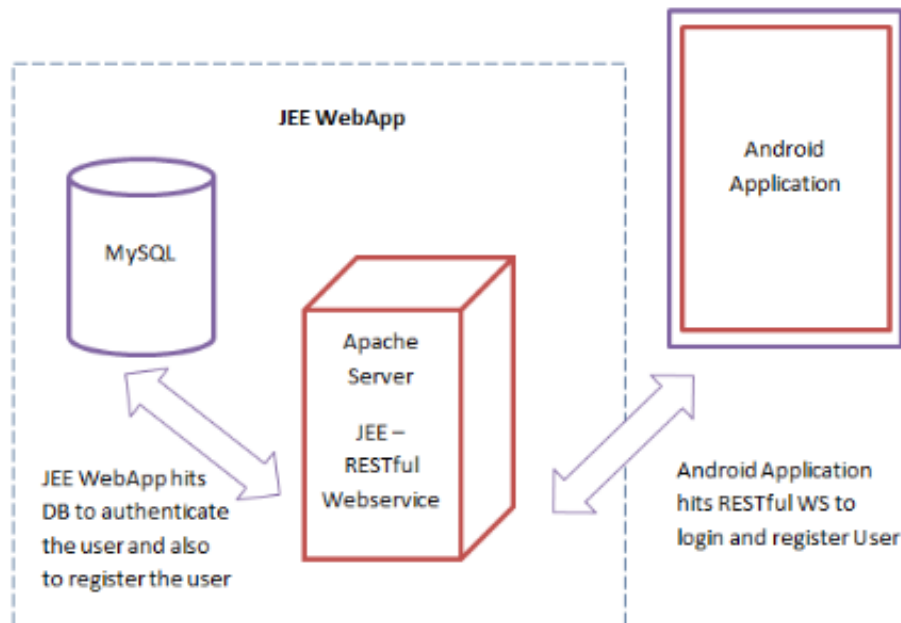 JEE WebApp
MySQL
Apache
Server
JEE –
RESTful
Webservice
Android
Application
JEE WebApp hits
DB to authenticate
the user and also
to register the user
Android Application
hits RESTful WS to
login and register User